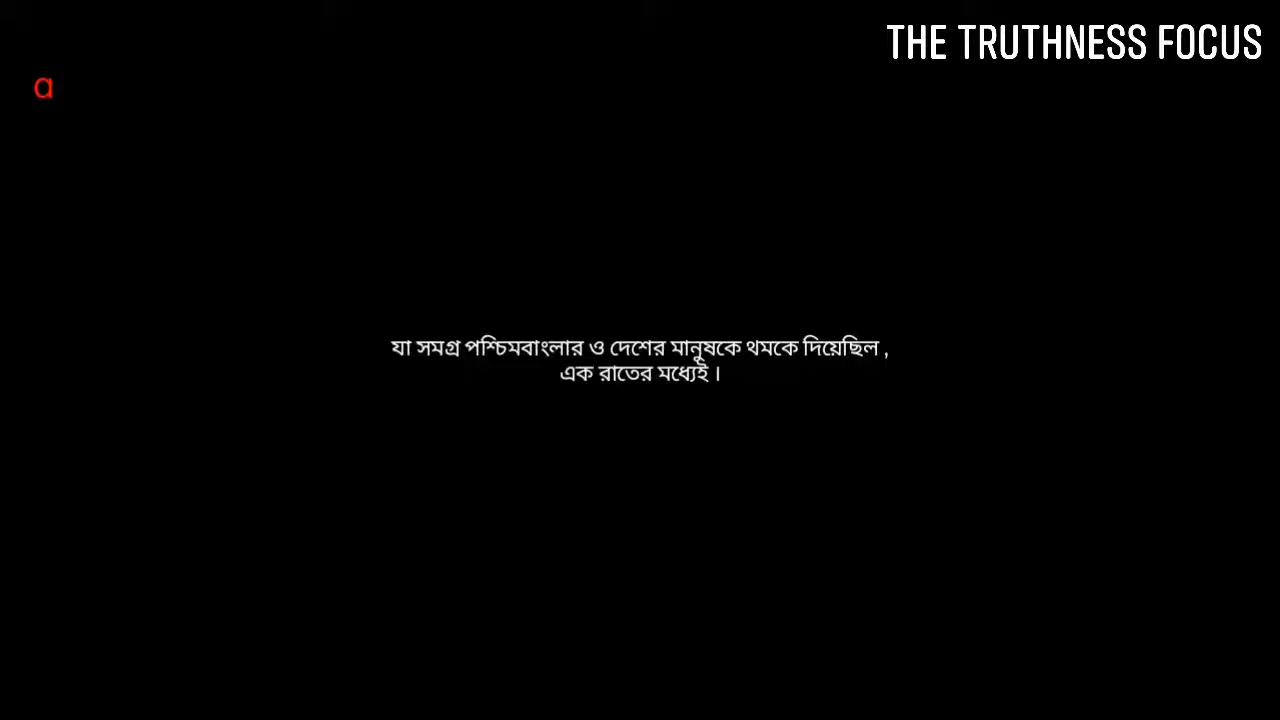 THE TRUTHNESS FOCUS
a
যা সমগ্র পশ্চিমবাংলার ও দেশের মানুষকে থমকে দিয়েছিল ,
এক রাতের মধ্যেই ।